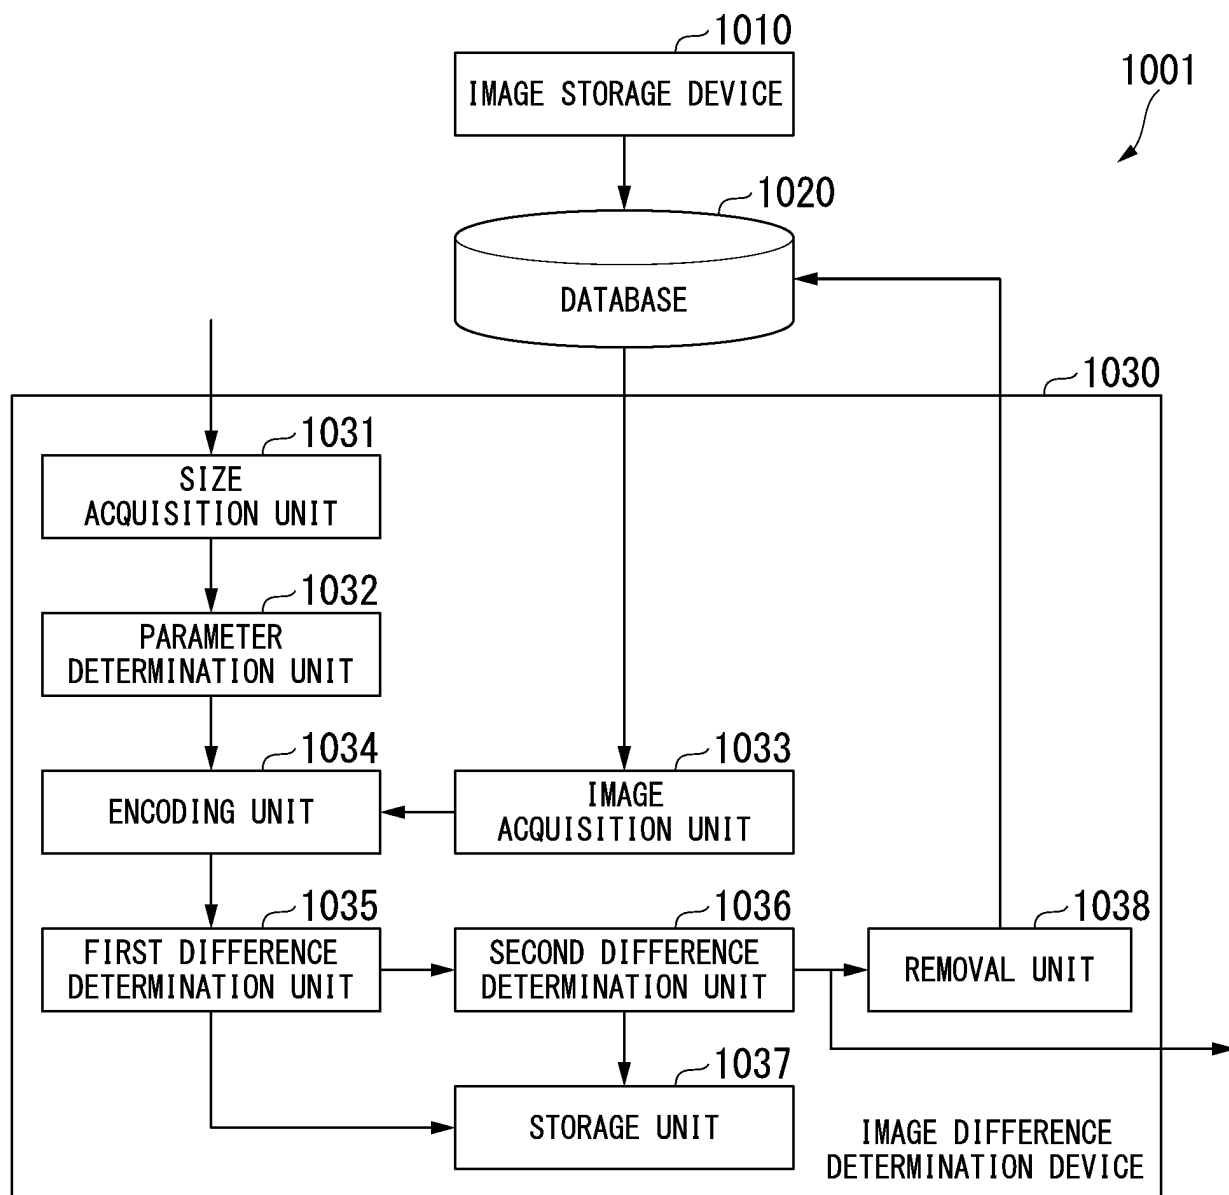 1010
IMAGE STORAGE DEVICE
1001
1020
DATABASE
1030
1031
SIZE
ACQUISITION UNIT
1032
PARAMETER
DETERMINATION UNIT
1034
ENCODING UNIT
1033
IMAGE
ACQUISITION UNIT
1035
FIRST DIFFERENCE
DETERMINATION UNIT
1036
SECOND DIFFERENCE
DETERMINATION UNIT
1038
REMOVAL UNIT
1037
STORAGE UNIT
IMAGE DIFFERENCE
DETERMINATION DEVICE